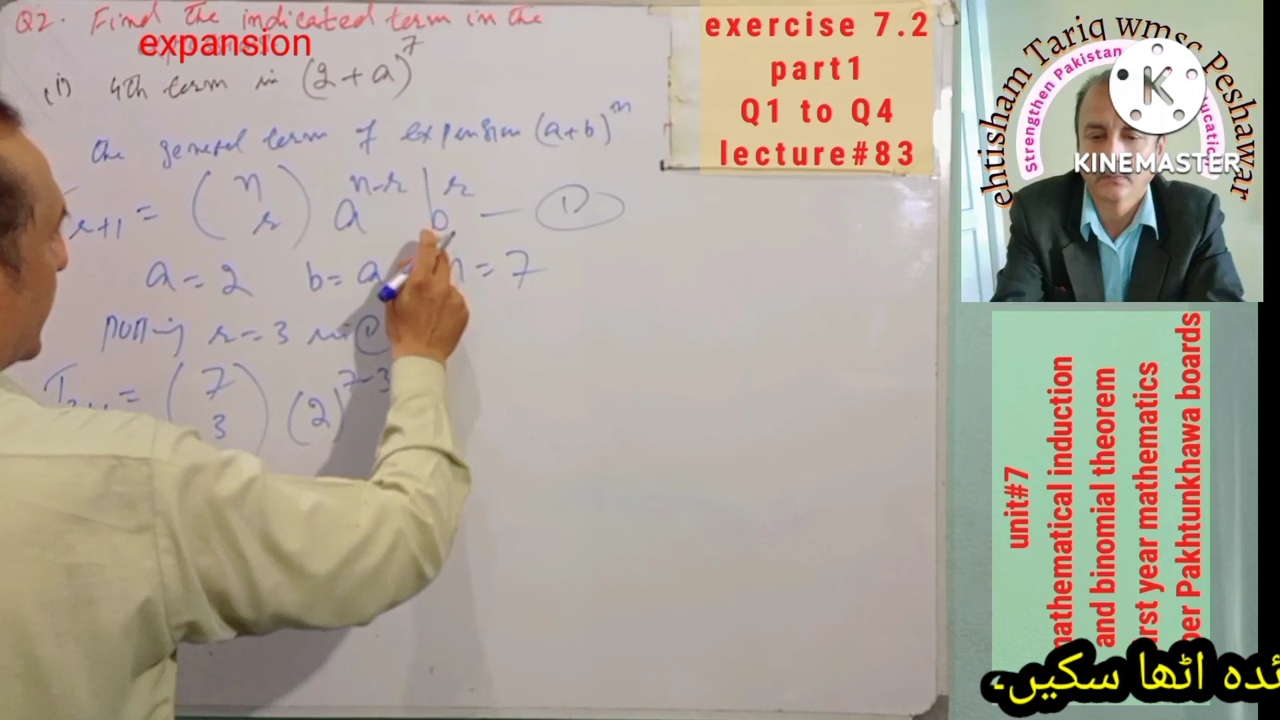 Q2. Find the indicated term in the
expansion
(i) 4th term in (2+a)^7
the general term of expension (a+b)^n
T_{r+1} = (n r) a^{n-r} b^r — (1)
a=2 b=a n=7
putting r=3 in (1)
= (7 3) (2)^{7-3}
exercise 7.2
part1
Q1 to Q4
lecture#83
ehtisham Tariq wmsc Peshawar
Strengthen Pakistan
KINEMASTER
unit#7
mathematical induction
and binomial theorem
first year mathematics
per Pakhtunkhawa boards
ئدہ اٹھا سکیں۔